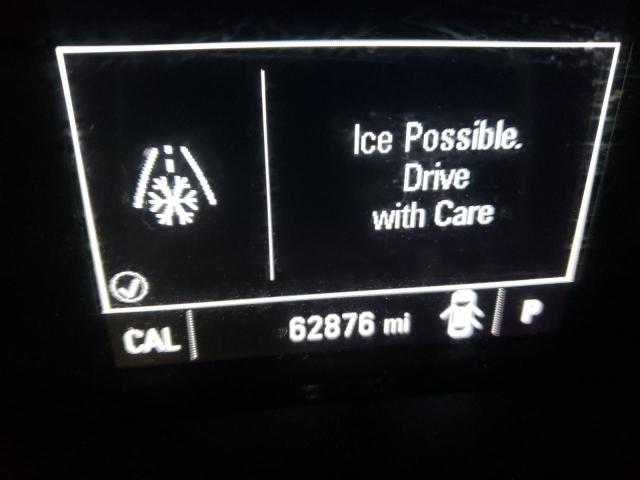 Ice Possible.
Drive
with Care
CAL 62876 mi P